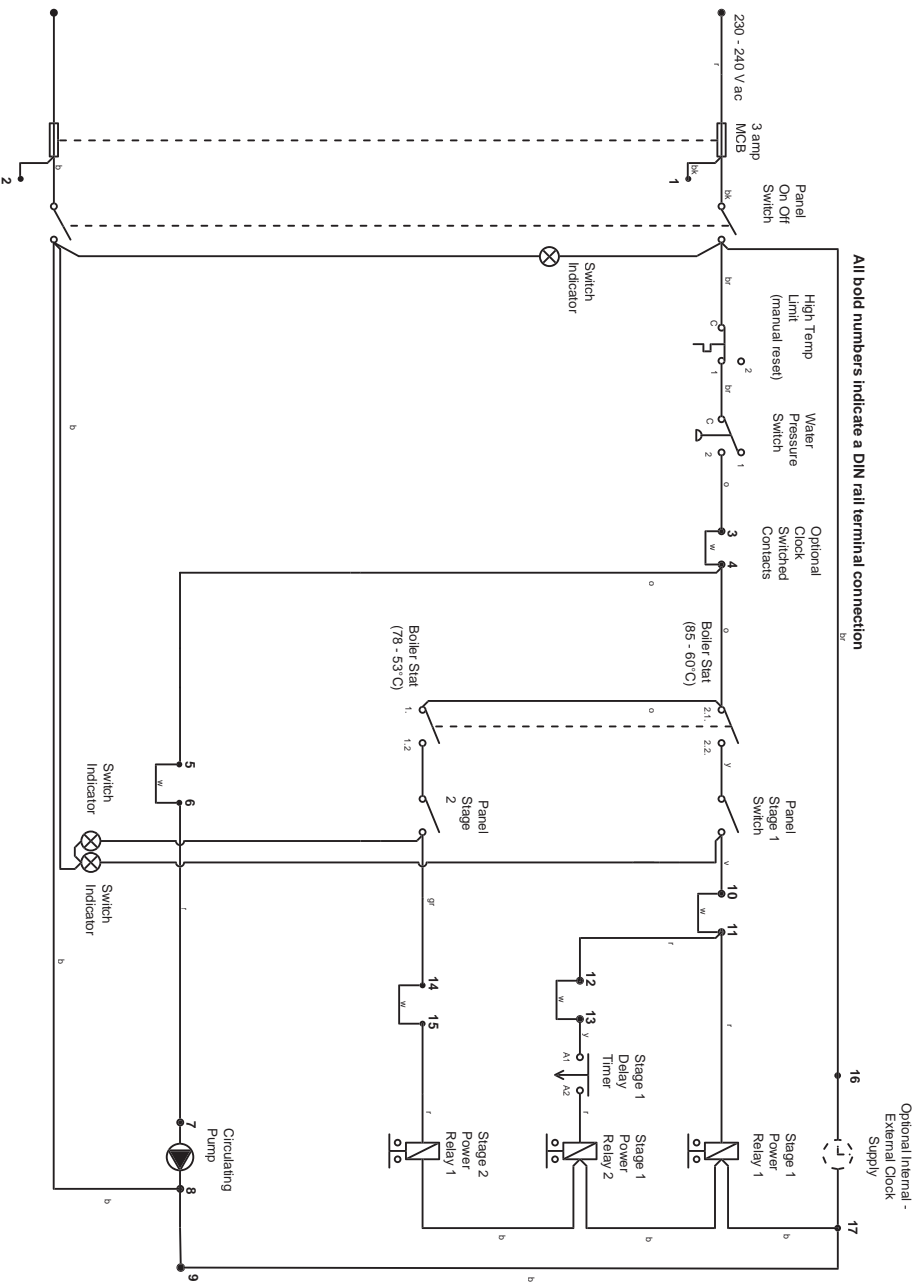 All bold numbers indicate a DIN rail terminal connection
230 - 240 V ac
r
3 amp
MCB
bk
1
bk
b
2
Panel
On Off
Switch
Switch
Indicator
br
br
High Temp
Limit
(manual reset)
C
2
1
br
Water
Pressure
Switch
C
1
2
o
Optional
Clock
Switched
Contacts
3
w
4
o
o
Boiler Stat
(85 - 60°C)
2.1.
2.2.
o
y
Boiler Stat
(78 - 53°C)
1.
1.2
Panel
Stage 1
Switch
Panel
Stage
2
v
gr
10
w
11
r
r
12
w
13
y
Stage 1
Delay
Timer
A1
A2
r
14
w
15
r
Stage 1
Power
Relay 1
Stage 1
Power
Relay 2
Stage 2
Power
Relay 1
b
b
b
5
w
6
r
Switch
Indicator
Switch
Indicator
7
Circulating
Pump
8
9
b
b
b
b
16
Optional Internal -
External Clock
Supply
17